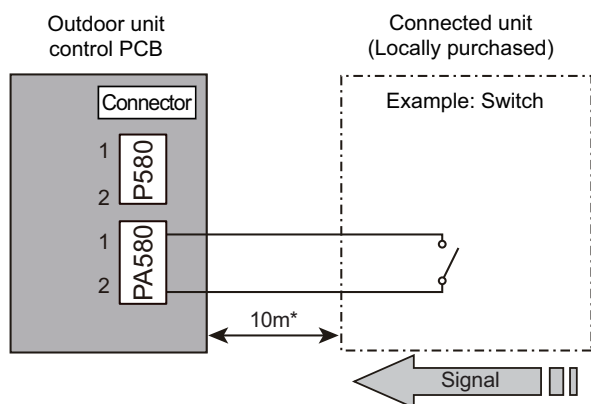 Outdoor unit
control PCB
Connected unit
(Locally purchased)
Connector
Example: Switch
1
2
P580
1
2
PA580
10m*
Signal